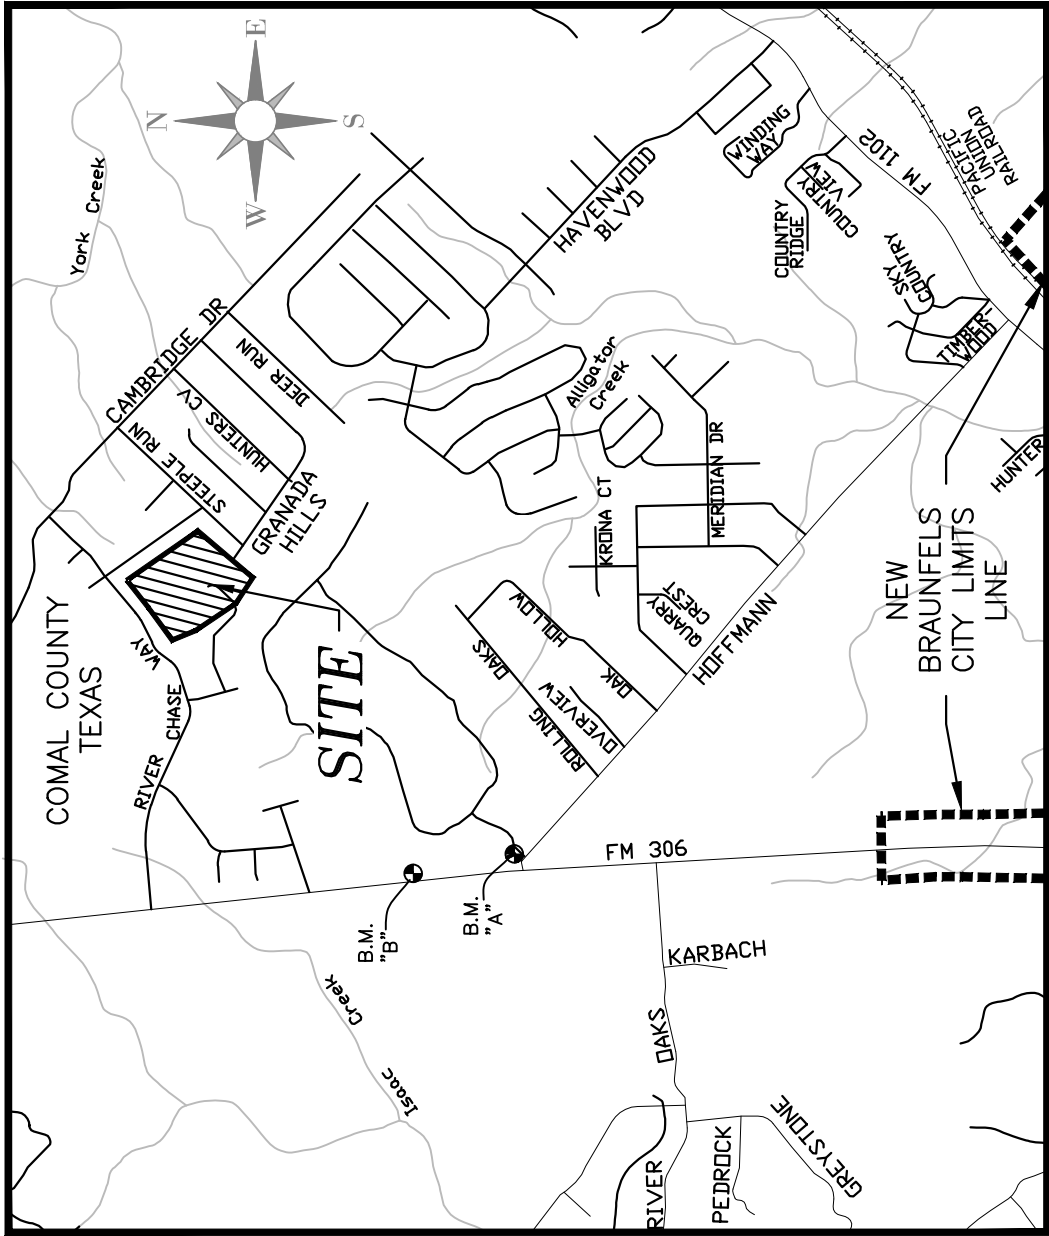 E
N
S
W
York Creek
CAMBRIDGE DR
HAVENWOOD
BLVD
WINDING
WAY
FM 1102
PACIFIC
UNION
RAILROAD
COUNTRY
VIEW
COUNTRY
RIDGE
SKY
COUNTRY
TIMBER-
WOOD
DEER RUN
HUNTERS CV
STEEPLE RUN
GRANADA
HILLS
Alligator
Creek
MERIDIAN DR
KRONA CT
QUARRY
CREST
HOFFMANN
HUNTER
NEW
BRAUNFELS
CITY LIMITS
LINE
COMAL COUNTY
TEXAS
RIVER CHASE WAY
SITE
OAK HOLLOW
ROLLING OAKS
OVERVIEW
FM 306
B.M.
"A"
B.M.
"B"
KARBACH
Isaac Creek
RIVER OAKS
PEDROCK
GREYSTONE